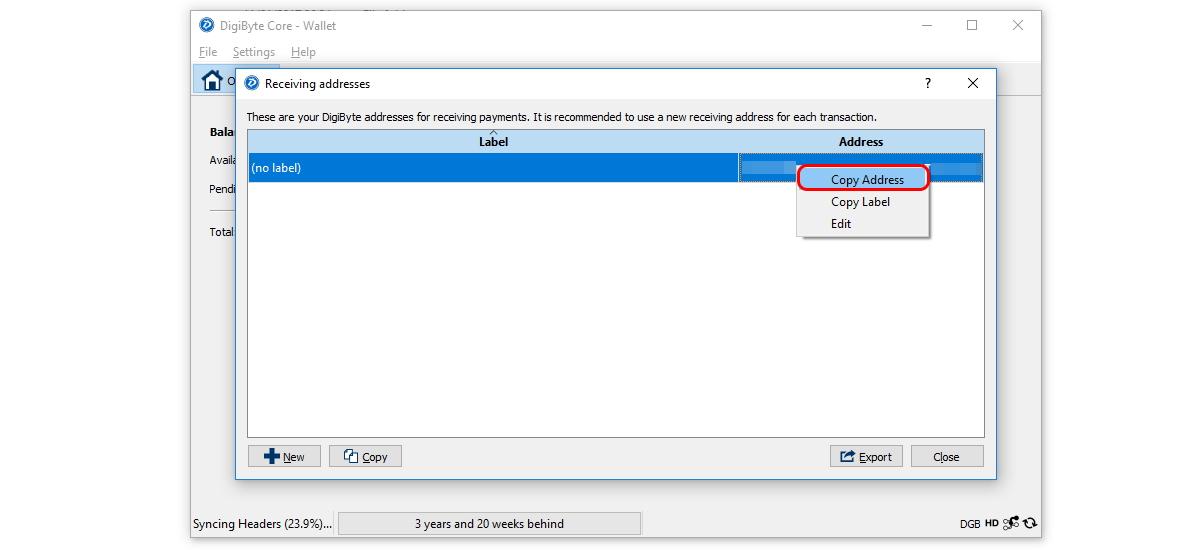 DigiByte Core - Wallet
File Settings Help
O
Receiving addresses
?
These are your DigiByte addresses for receiving payments. It is recommended to use a new receiving address for each transaction.
Label Address
(no label)
Copy Address
Copy Label
Edit
Bala
Availa
Pendi
Total
New Copy Export Close
Syncing Headers (23.9%)... 3 years and 20 weeks behind DGB HD